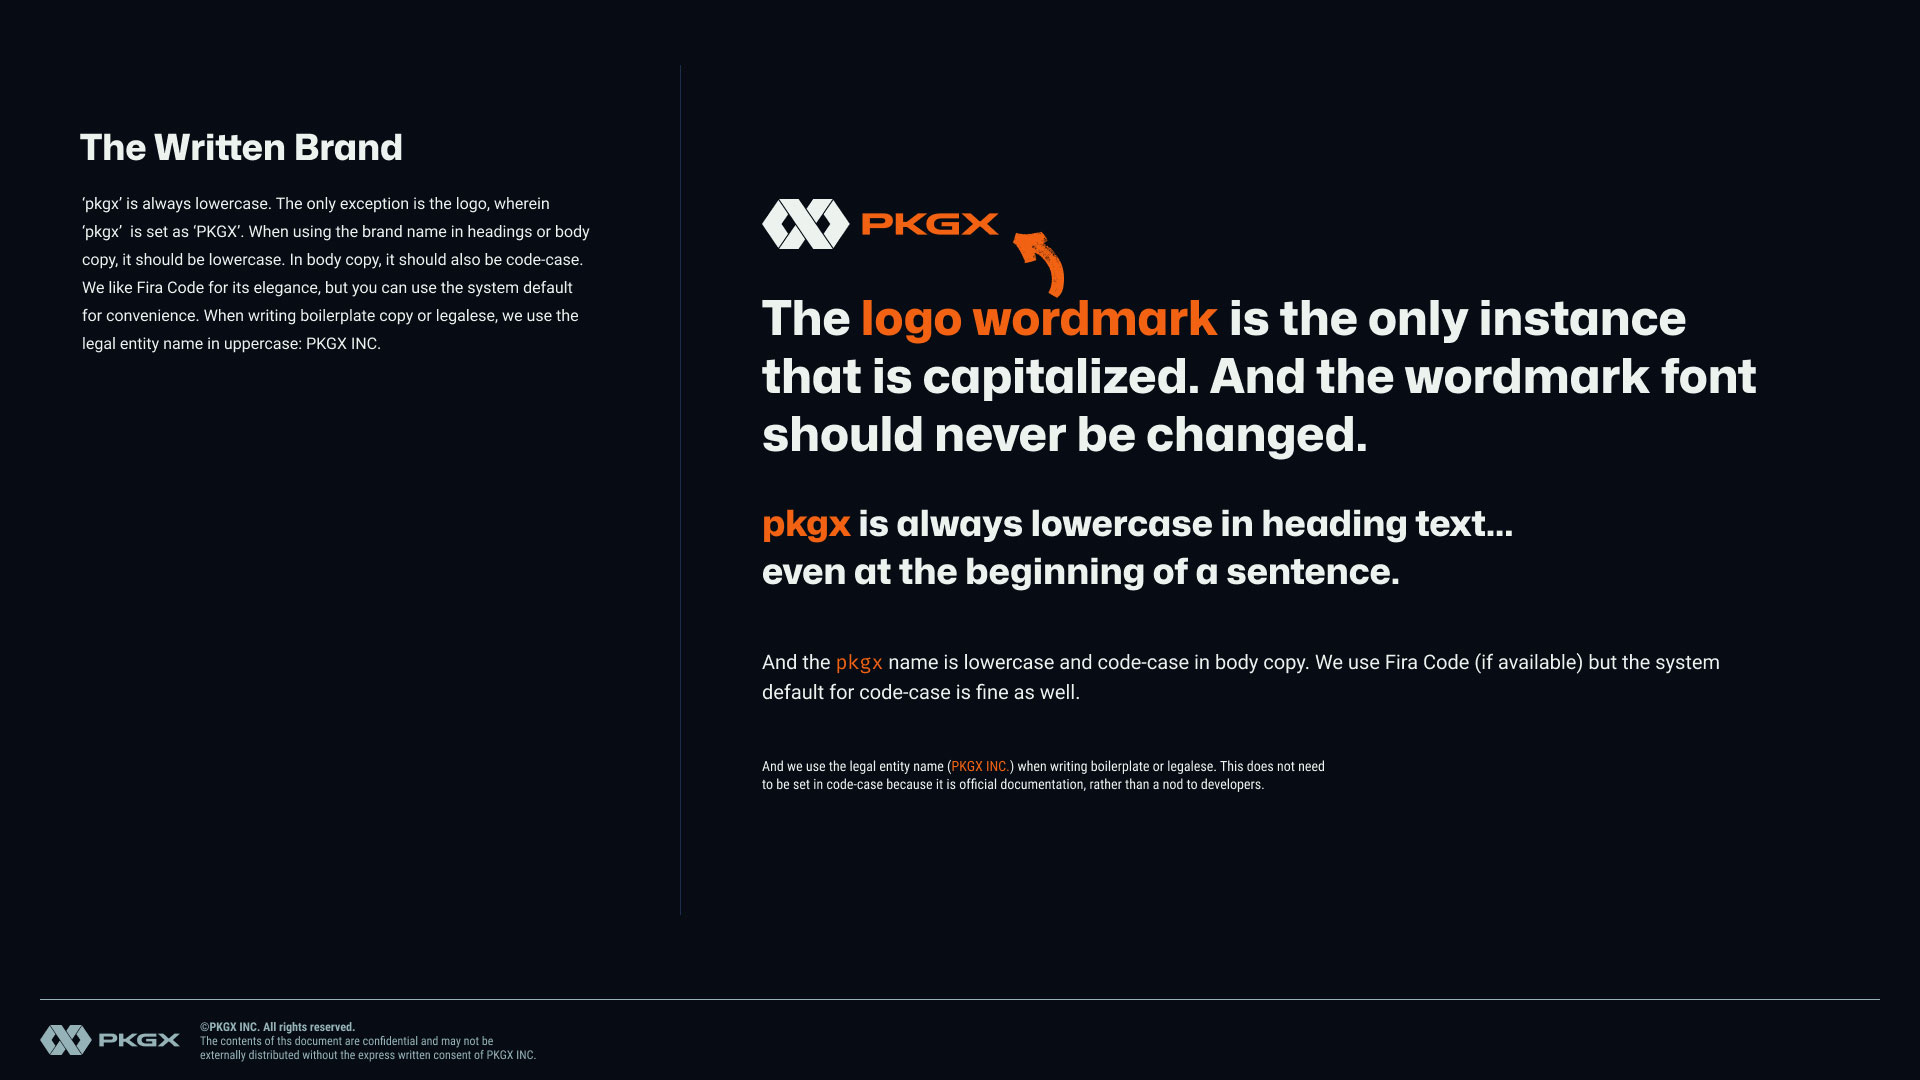 The Written Brand
‘pkgx’ is always lowercase. The only exception is the logo, wherein
‘pkgx’  is set as ‘PKGX’. When using the brand name in headings or body
copy, it should be lowercase. In body copy, it should also be code-case.
We like Fira Code for its elegance, but you can use the system default
for convenience. When writing boilerplate copy or legalese, we use the
legal entity name in uppercase: PKGX INC.
PKGX
The logo wordmark is the only instance
that is capitalized. And the wordmark font
should never be changed.
pkgx is always lowercase in heading text...
even at the beginning of a sentence.
And the pkgx name is lowercase and code-case in body copy. We use Fira Code (if available) but the system
default for code-case is fine as well.
And we use the legal entity name (PKGX INC.) when writing boilerplate or legalese. This does not need
to be set in code-case because it is official documentation, rather than a nod to developers.
PKGX
©PKGX INC. All rights reserved.
The contents of ths document are confidential and may not be
externally distributed without the express written consent of PKGX INC.